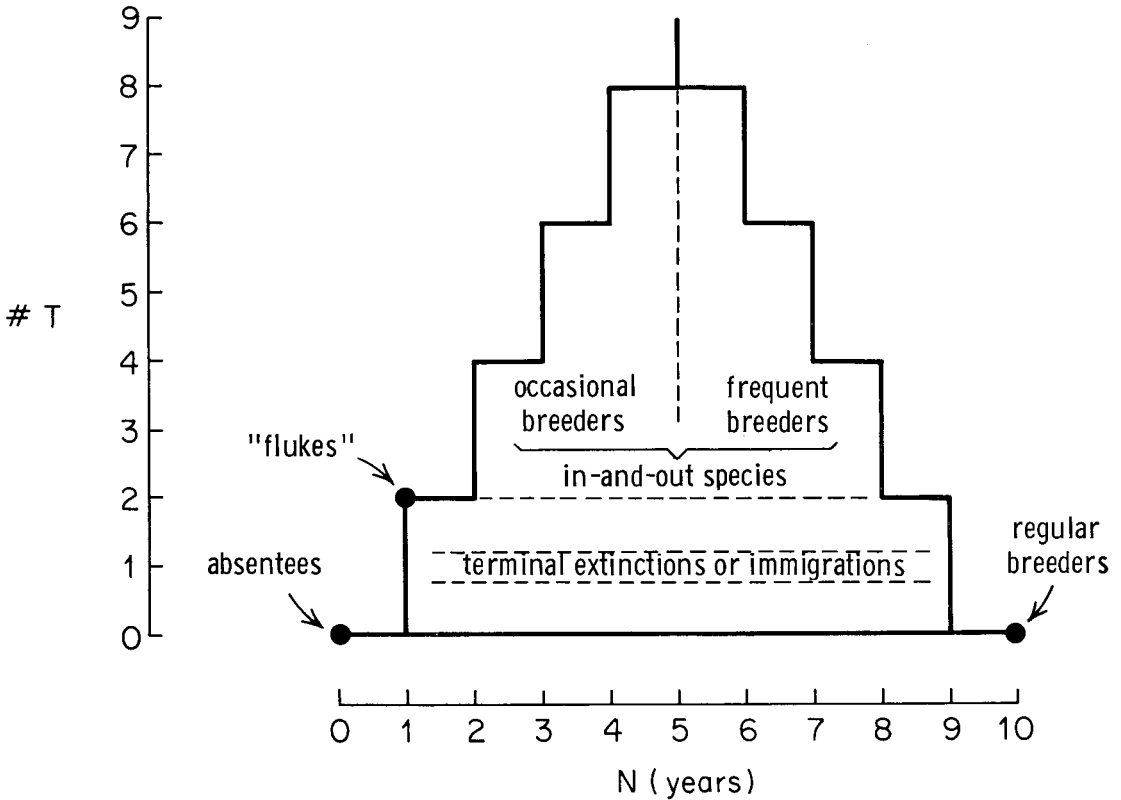 9
8
7
6
5
# T
4
3
2
1
0
occasional
breeders
frequent
breeders
"flukes"
in-and-out species
absentees
terminal extinctions or immigrations
regular
breeders
0 1 2 3 4 5 6 7 8 9 10
N (years)